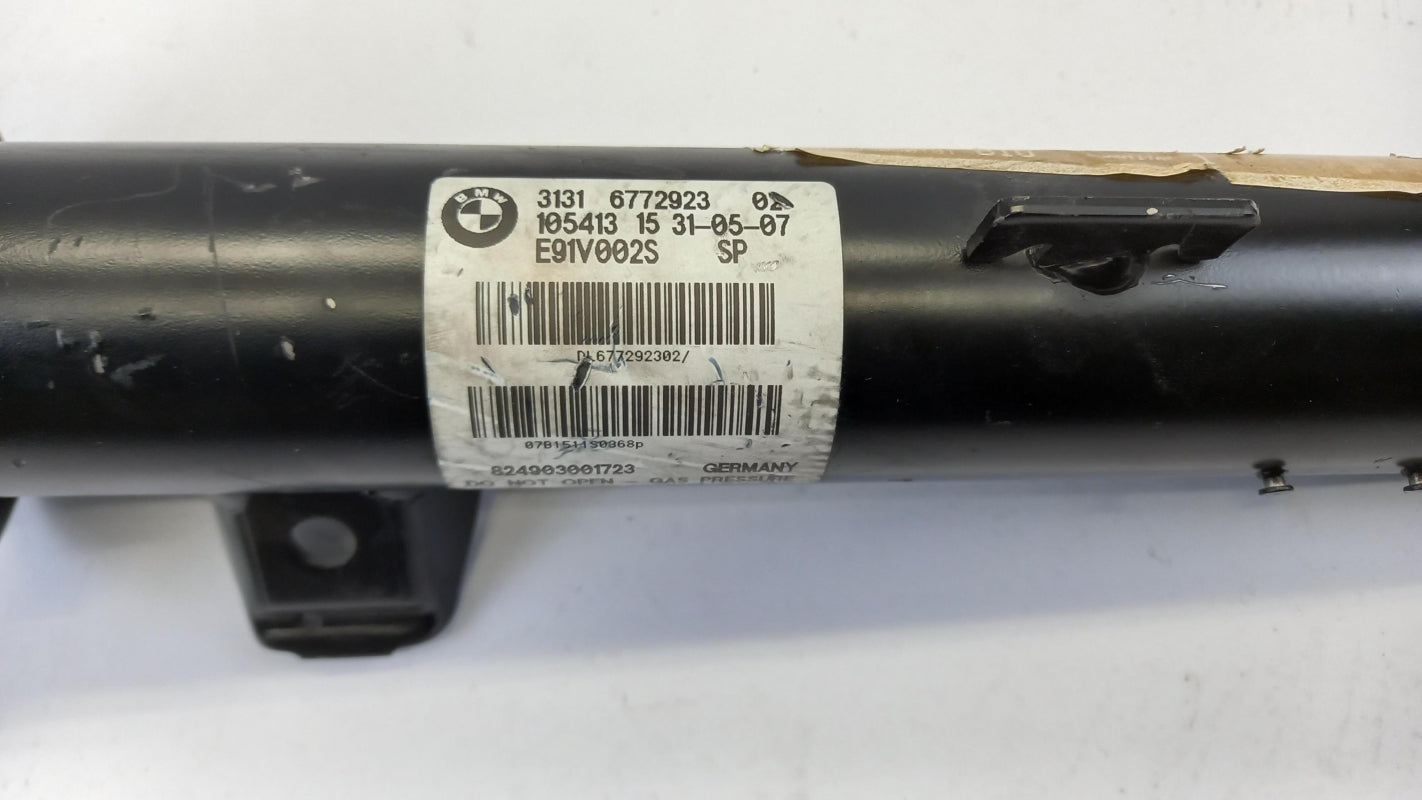 BMW
3131 6772923 02
105413 15 31-05-07
E91V002S SP
DL677292302/
824903001723 GERMANY
DO NOT OPEN - GAS PRESSURE